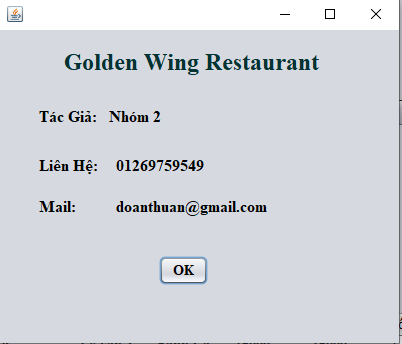 Golden Wing Restaurant
Tác Giả: Nhóm 2
Liên Hệ: 01269759549
Mail: doanthuan@gmail.com
OK